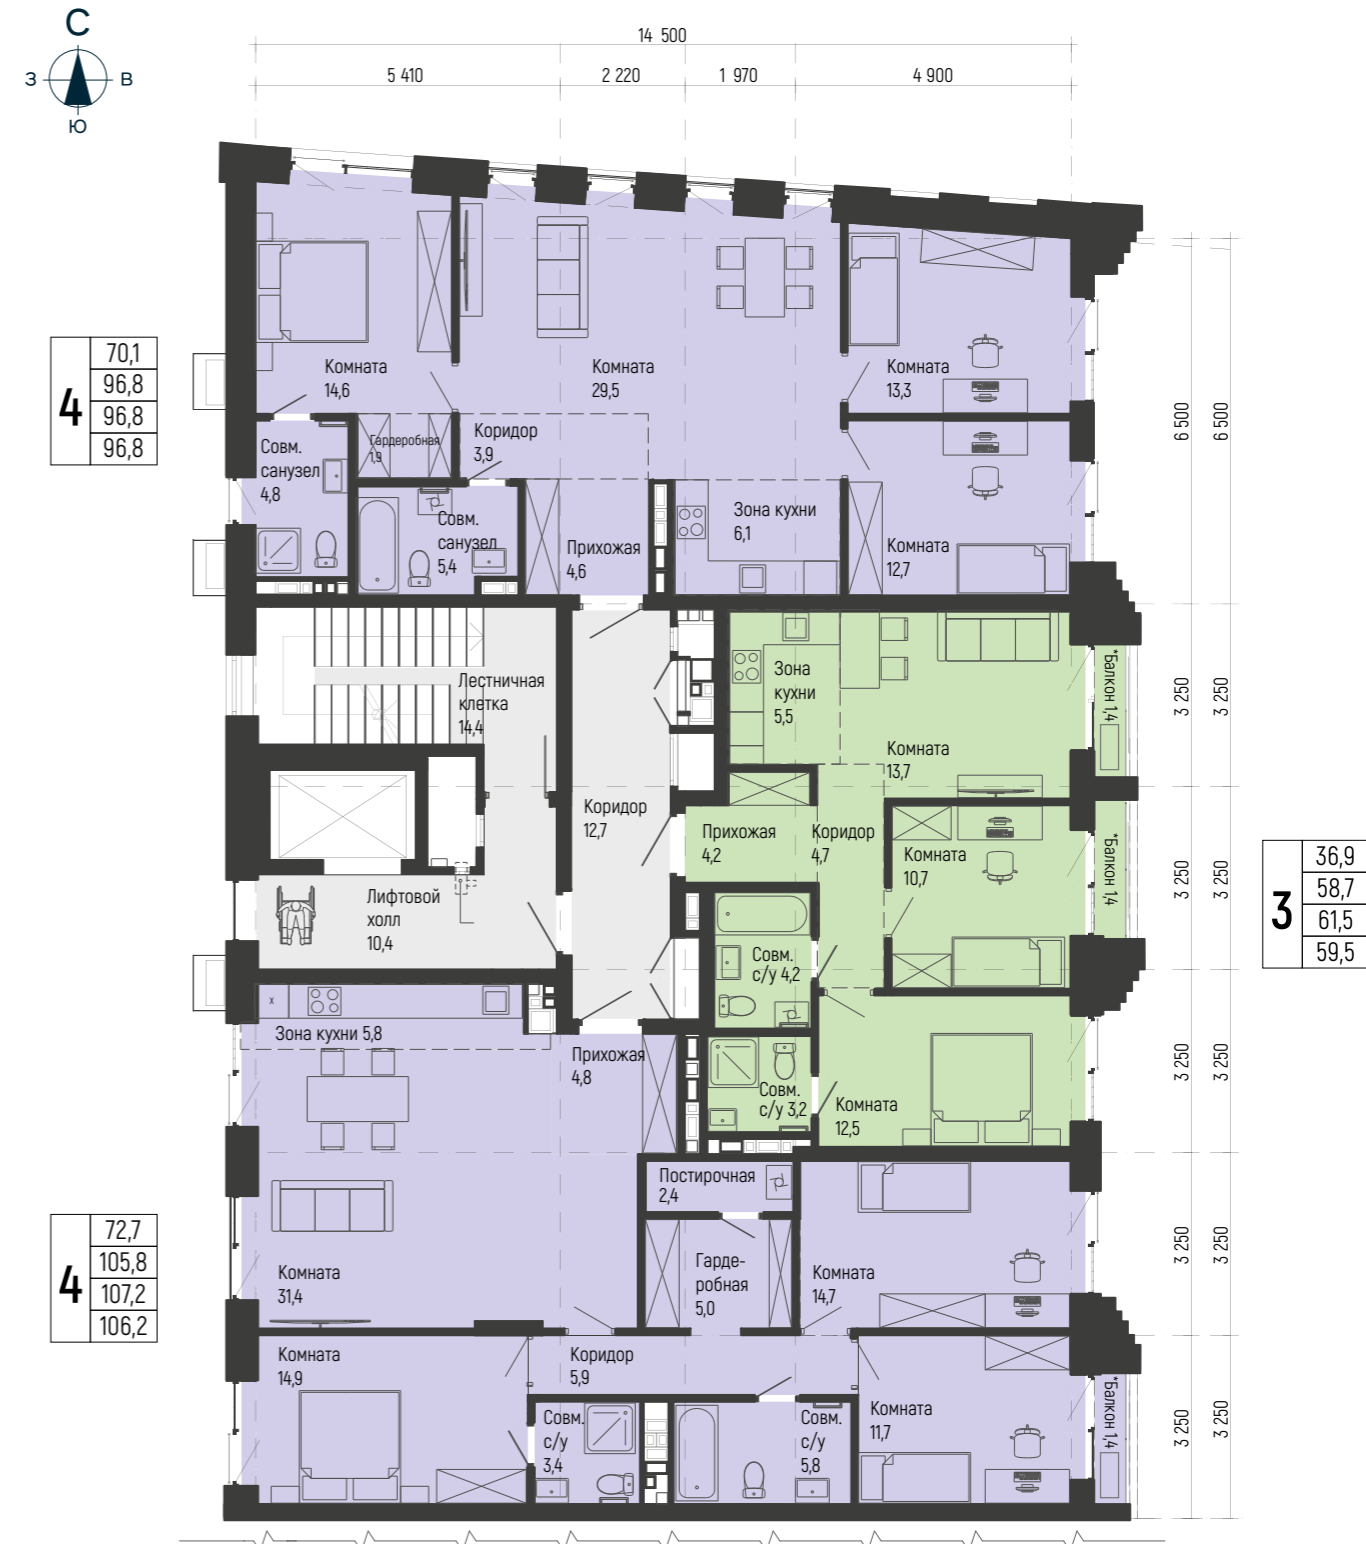 С
З
В
Ю
14 500
5 410
2 220
1 970
4 900
6 500
6 500
3 250
3 250
3 250
3 250
3 250
3 250
3 250
3 250
3 250
3 250
4
70,1
96,8
96,8
96,8
Комната
14,6
Комната
29,5
Комната
13,3
Совм.
санузел
4,8
Гардеробная
1,9
Коридор
3,9
Совм.
санузел
5,4
Прихожая
4,6
Зона кухни
6,1
Комната
12,7
Лестничная
клетка
14,4
Коридор
12,7
Лифтовой
холл
10,4
Зона
кухни
5,5
Комната
13,7
*Балкон 1,4
Прихожая
4,2
Коридор
4,7
Комната
10,7
*Балкон 1,4
Совм.
с/у 4,2
Совм.
с/у 3,2
Комната
12,5
3
36,9
58,7
61,5
59,5
x
Зона кухни 5,8
Прихожая
4,8
Постирочная
2,4
Гарде-
робная
5,0
Комната
31,4
Комната
14,7
4
72,7
105,8
107,2
106,2
Комната
14,9
Коридор
5,9
Совм.
с/у
3,4
Совм.
с/у
5,8
Комната
11,7
*Балкон 1,4